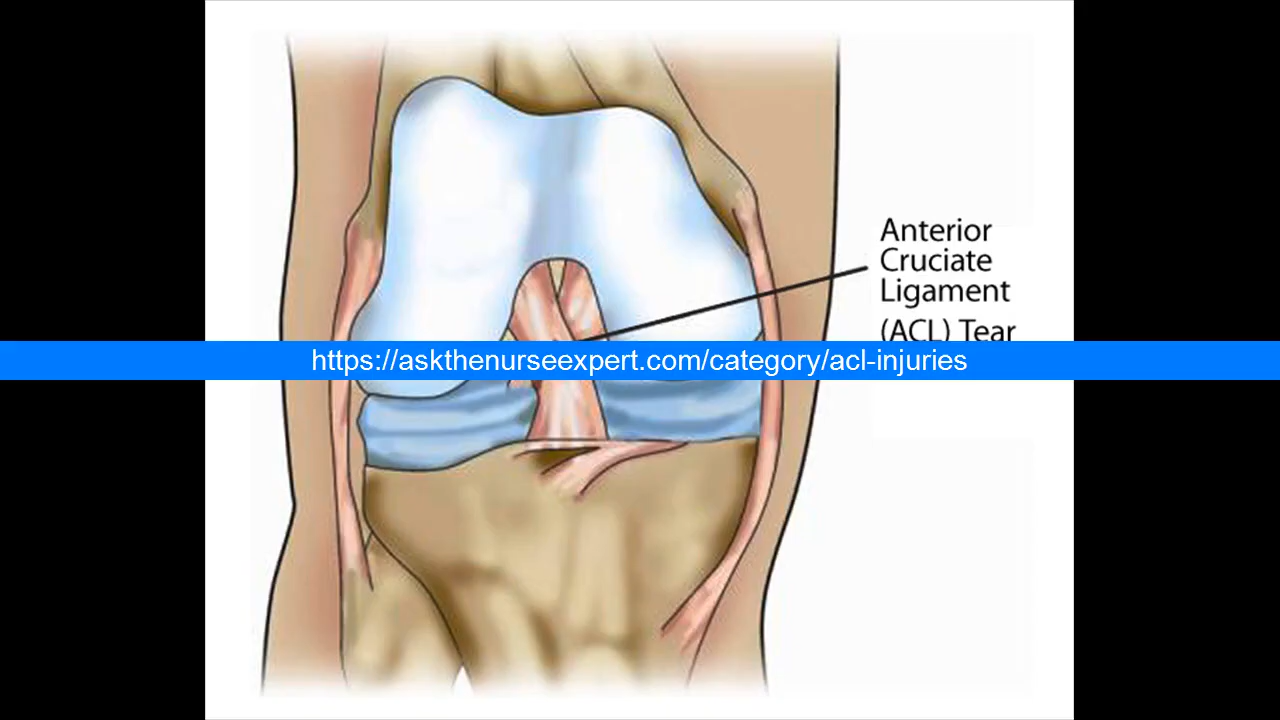 Anterior
Cruciate
Ligament
(ACL) Tear
https://askthenurseexpert.com/category/acl-injuries